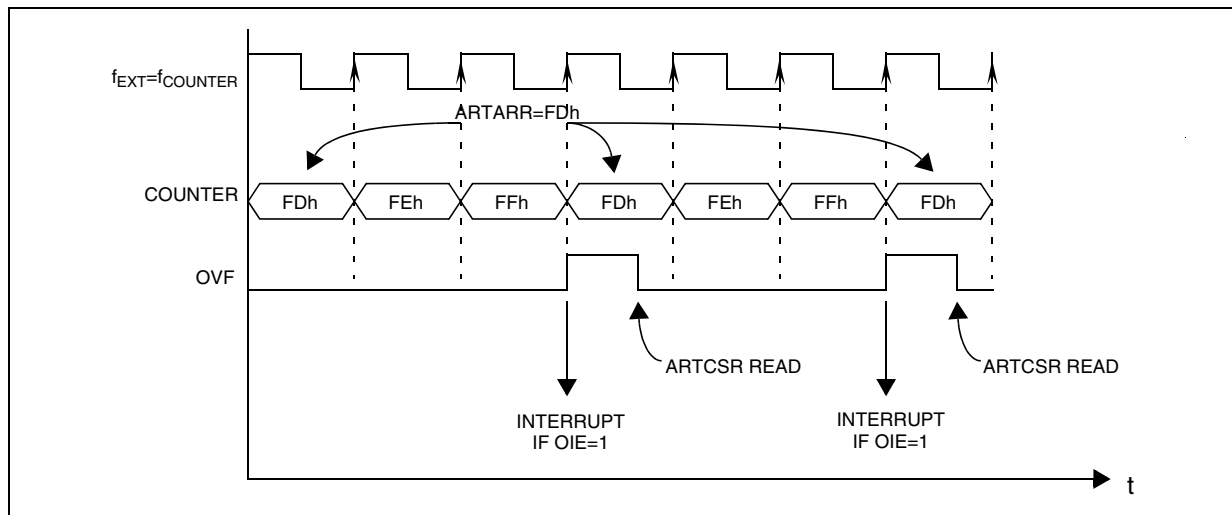 fEXT=fCOUNTER
ARTARR=FDh
COUNTER
FDh FEh FFh FDh FEh FFh FDh
OVF
ARTCSR READ
ARTCSR READ
INTERRUPT
IF OIE=1
INTERRUPT
IF OIE=1
t